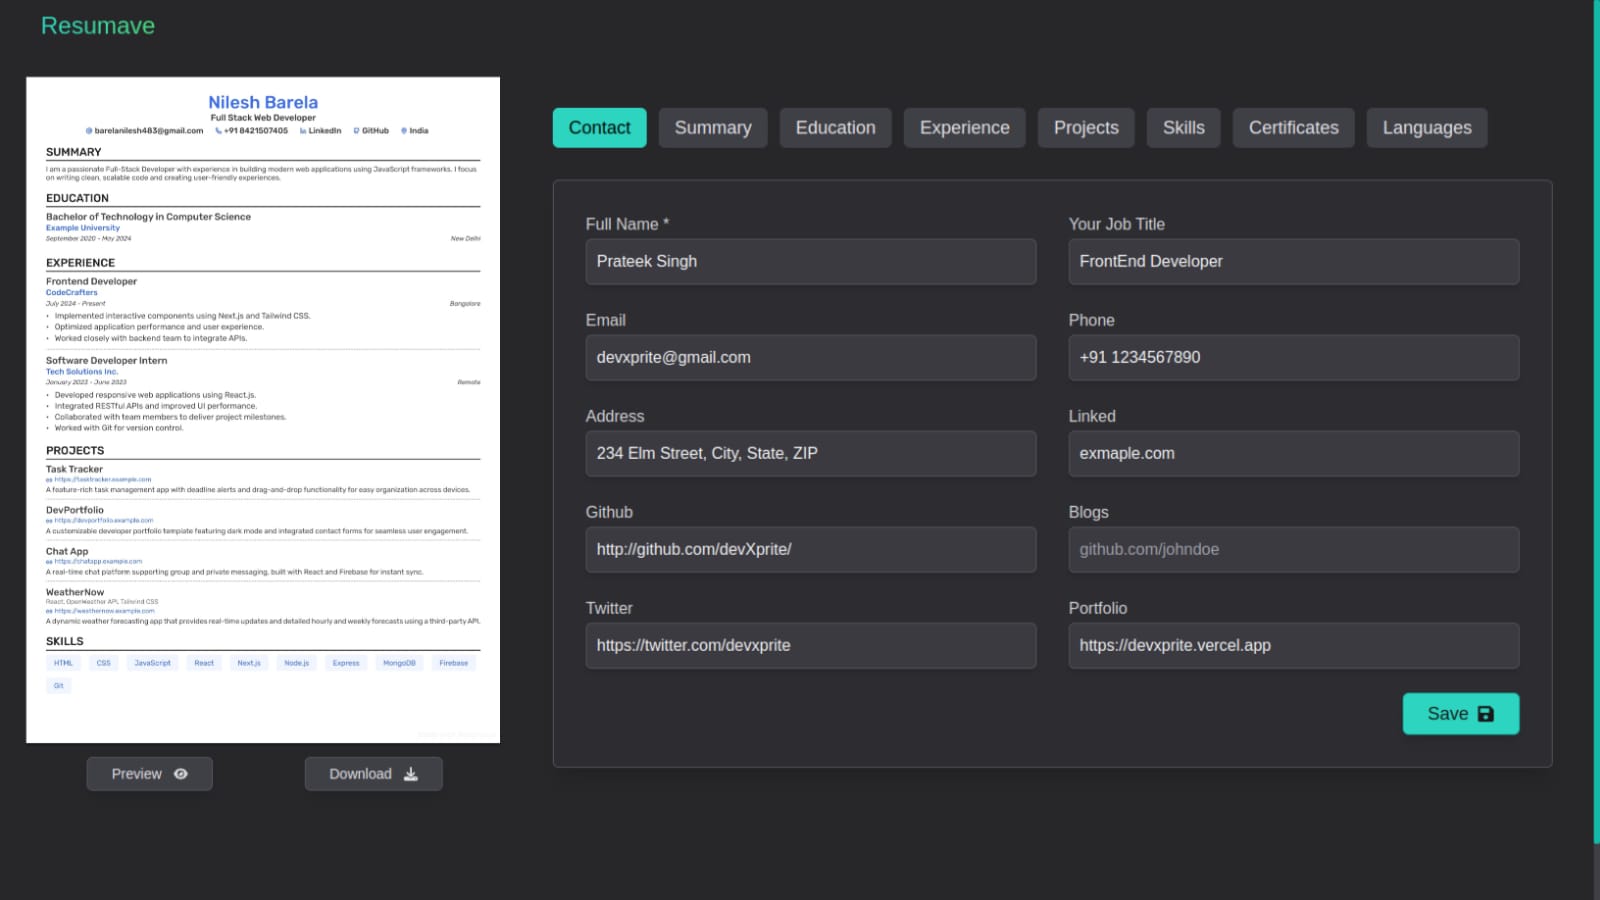 Resumave
Nilesh Barela
Full Stack Web Developer
barelanilesh483@gmail.com +91 8421507405 LinkedIn GitHub India
SUMMARY
I am a passionate Full-Stack Developer with experience in building modern web applications using JavaScript frameworks. I focus
on writing clean, scalable code and creating user-friendly experiences.
EDUCATION
Bachelor of Technology in Computer Science
Example University
September 2020 - May 2024 New Delhi
EXPERIENCE
Frontend Developer
CodeCrafters
July 2024 - Present Bangalore
• Implemented interactive components using Next.js and Tailwind CSS.
• Optimized application performance and user experience.
• Worked closely with backend team to integrate APIs.
Software Developer Intern
Tech Solutions Inc.
January 2023 - June 2023 Remote
• Developed responsive web applications using React.js.
• Integrated RESTful APIs and improved UI performance.
• Collaborated with team members to deliver project milestones.
• Worked with Git for version control.
PROJECTS
Task Tracker
https://tasktracker.example.com
A feature-rich task management app with deadline alerts and drag-and-drop functionality for easy organization across devices.
DevPortfolio
https://devportfolio.example.com
A customizable developer portfolio template featuring dark mode and integrated contact forms for seamless user engagement.
Chat App
https://chatapp.example.com
A real-time chat platform supporting group and private messaging, built with React and Firebase for instant sync.
WeatherNow
React, OpenWeather API, Tailwind CSS
https://weathernow.example.com
A dynamic weather forecasting app that provides real-time updates and detailed hourly and weekly forecasts using a third-party API.
SKILLS
HTML CSS JavaScript React Next.js Node.js Express MongoDB Firebase
Git
Preview Download
Contact Summary Education Experience Projects Skills Certificates Languages
Full Name * Your Job Title
Prateek Singh FrontEnd Developer
Email Phone
devxprite@gmail.com +91 1234567890
Address Linked
234 Elm Street, City, State, ZIP exmaple.com
Github Blogs
http://github.com/devXprite/ github.com/johndoe
Twitter Portfolio
https://twitter.com/devxprite https://devxprite.vercel.app
Save